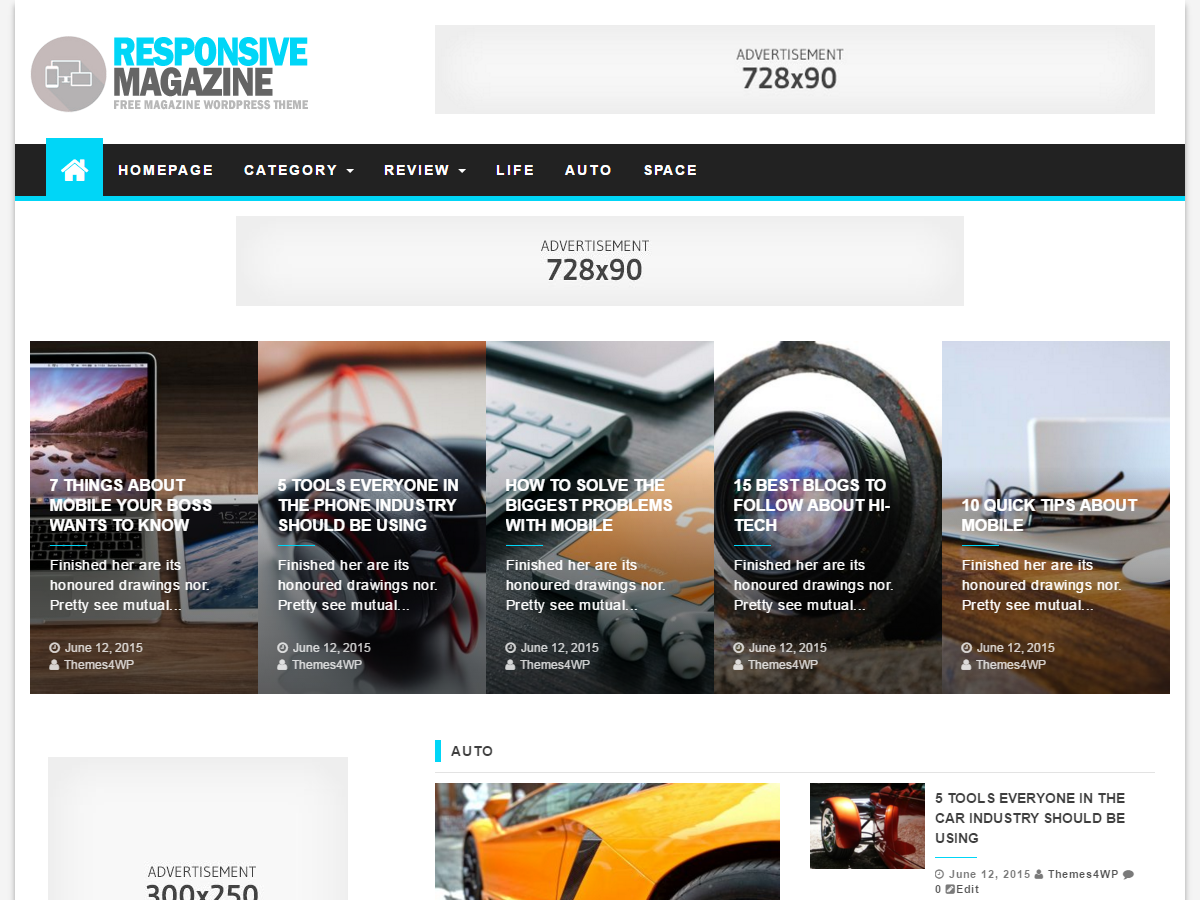 RESPONSIVE
MAGAZINE
FREE MAGAZINE WORDPRESS THEME
ADVERTISEMENT
728x90
HOMEPAGE CATEGORY REVIEW LIFE AUTO SPACE
ADVERTISEMENT
728x90
7 THINGS ABOUT
MOBILE YOUR BOSS
WANTS TO KNOW
Finished her are its
honoured drawings nor.
Pretty see mutual...
June 12, 2015
Themes4WP
5 TOOLS EVERYONE IN
THE PHONE INDUSTRY
SHOULD BE USING
Finished her are its
honoured drawings nor.
Pretty see mutual...
June 12, 2015
Themes4WP
HOW TO SOLVE THE
BIGGEST PROBLEMS
WITH MOBILE
Finished her are its
honoured drawings nor.
Pretty see mutual...
June 12, 2015
Themes4WP
15 BEST BLOGS TO
FOLLOW ABOUT HI-
TECH
Finished her are its
honoured drawings nor.
Pretty see mutual...
June 12, 2015
Themes4WP
10 QUICK TIPS ABOUT
MOBILE
Finished her are its
honoured drawings nor.
Pretty see mutual...
June 12, 2015
Themes4WP
ADVERTISEMENT
300x250
AUTO
5 TOOLS EVERYONE IN THE
CAR INDUSTRY SHOULD BE
USING
June 12, 2015 Themes4WP
0 Edit